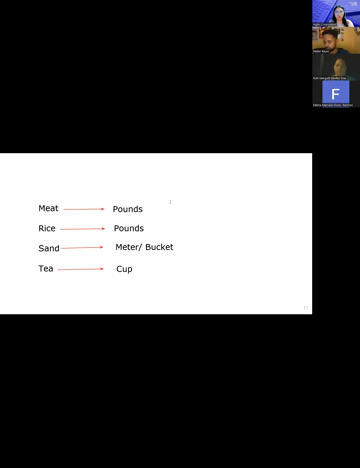 Meat Pounds
Rice Pounds
Sand Meter/ Bucket
Tea Cup
F